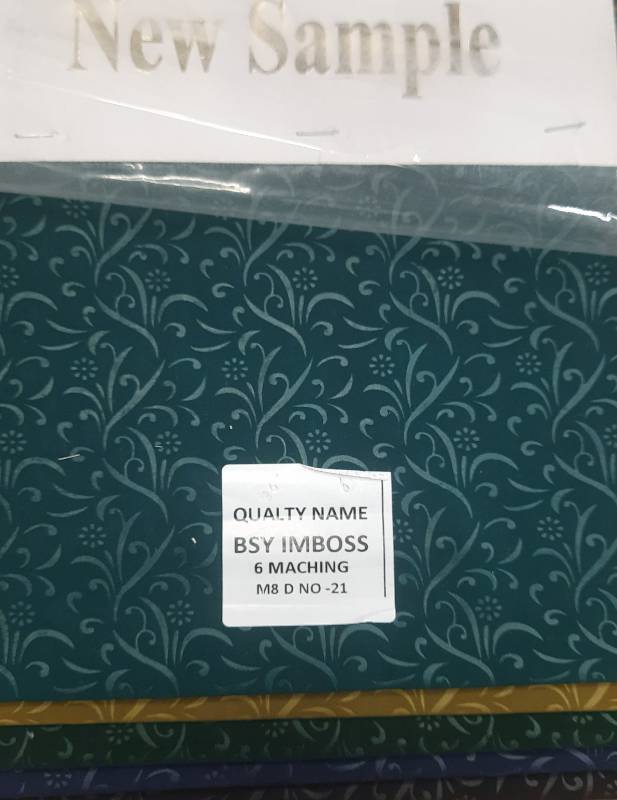 New Sample
QUALTY NAME
BSY IMBOSS
6 MACHING
M8 D NO -21